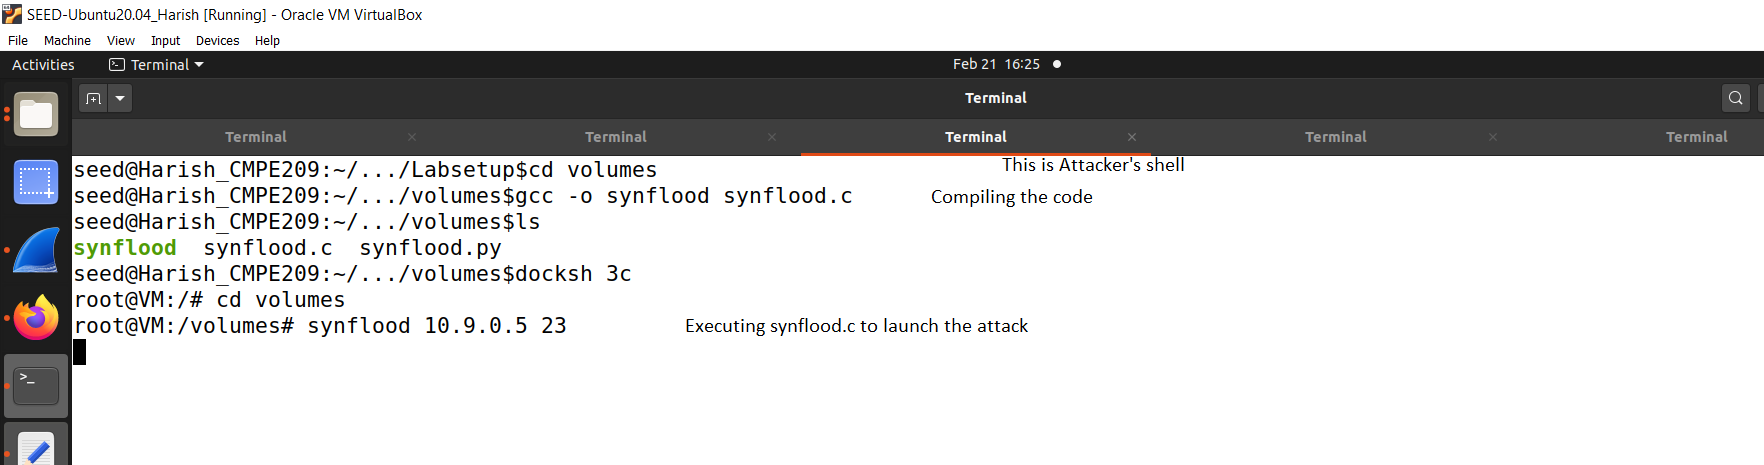 SEED-Ubuntu20.04_Harish [Running] - Oracle VM VirtualBox
File Machine View Input Devices Help
Activities Terminal Feb 21 16:25
Terminal
Terminal Terminal Terminal Terminal Terminal
seed@Harish_CMPE209:~/.../Labsetup$cd volumes This is Attacker's shell
seed@Harish_CMPE209:~/.../volumes$gcc -o synflood synflood.c Compiling the code
seed@Harish_CMPE209:~/.../volumes$ls
synflood synflood.c synflood.py
seed@Harish_CMPE209:~/.../volumes$docksh 3c
root@VM:/# cd volumes
root@VM:/volumes# synflood 10.9.0.5 23 Executing synflood.c to launch the attack